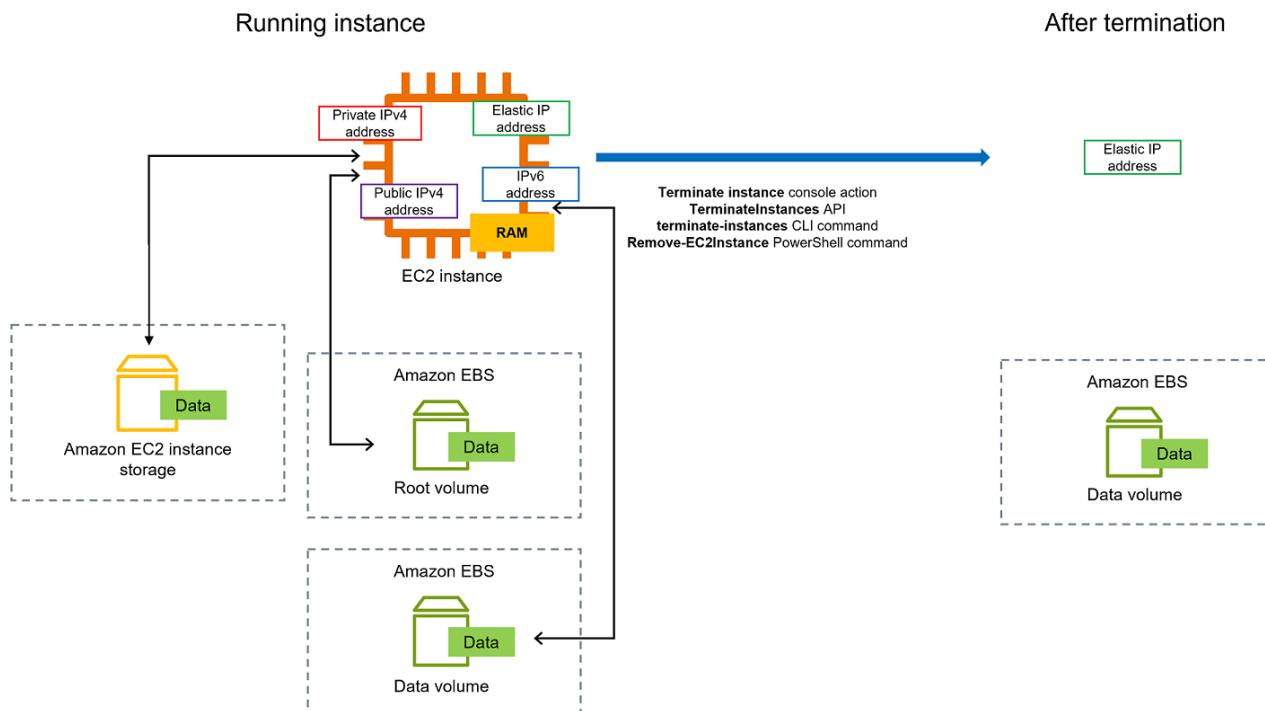 Running instance
After termination
Private IPv4
address
Elastic IP
address
Public IPv4
address
IPv6
address
RAM
EC2 instance
Terminate instance console action
TerminateInstances API
terminate-instances CLI command
Remove-EC2Instance PowerShell command
Elastic IP
address
Data
Amazon EC2 instance
storage
Amazon EBS
Data
Root volume
Amazon EBS
Data
Data volume
Amazon EBS
Data
Data volume